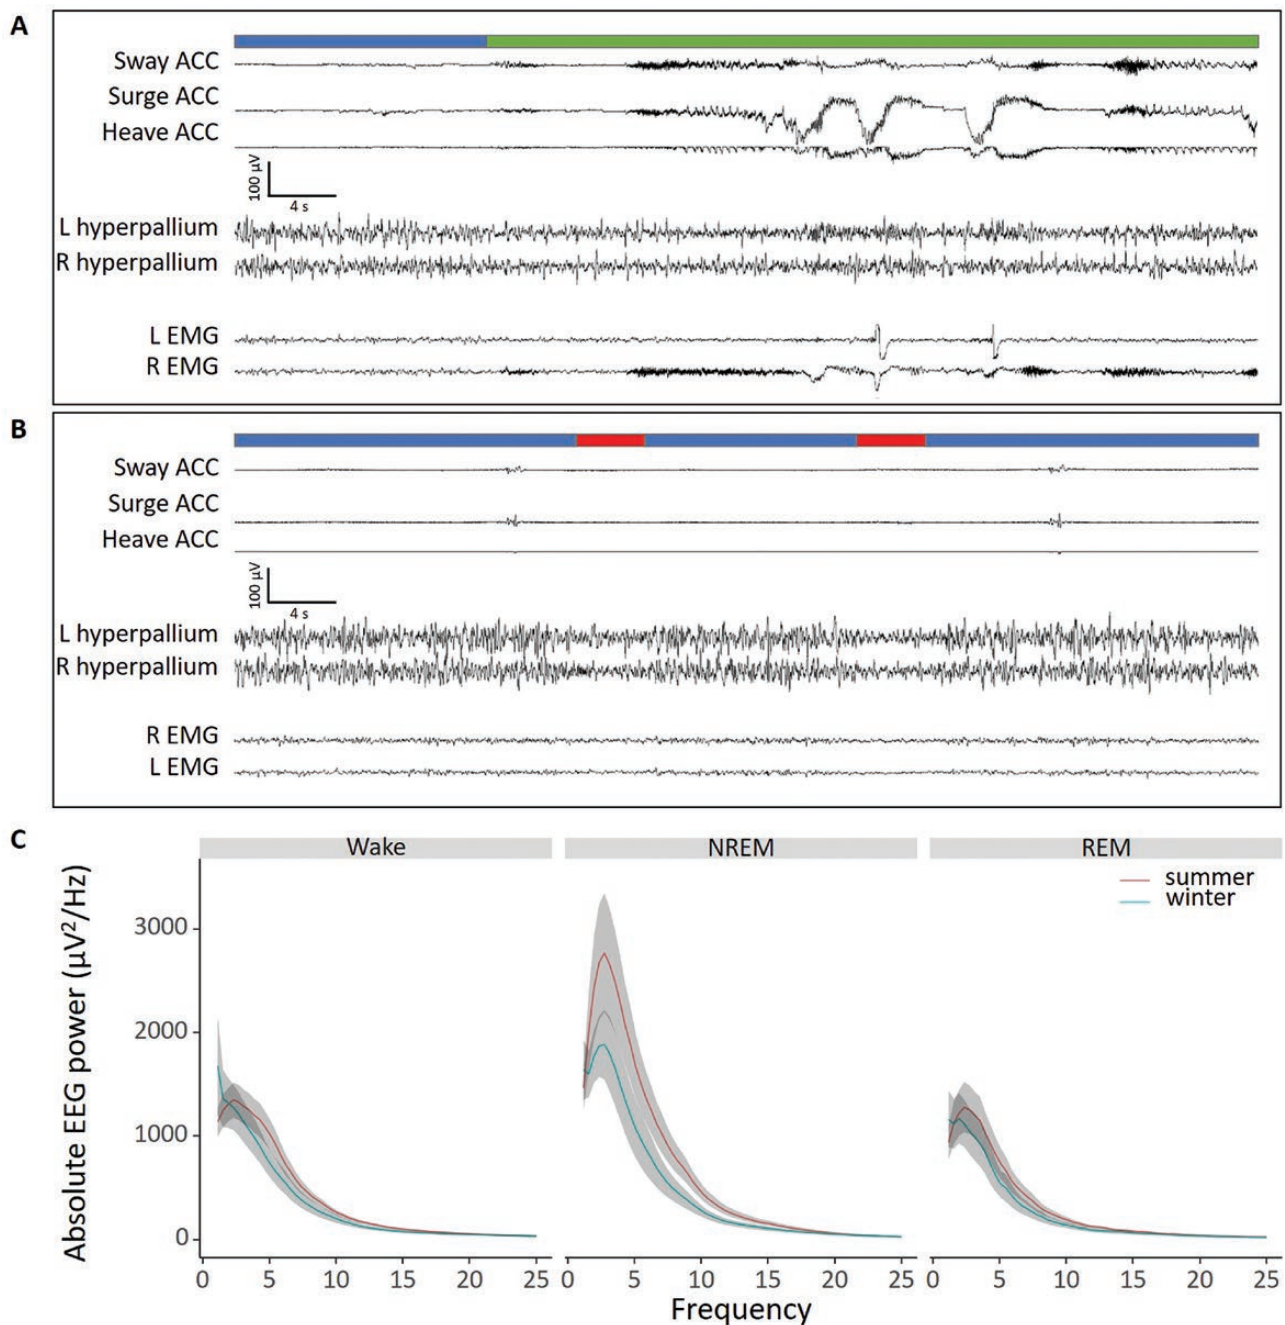 A
Sway ACC
Surge ACC
Heave ACC
100 µV
4 s
L hyperpallium
R hyperpallium
L EMG
R EMG
B
Sway ACC
Surge ACC
Heave ACC
100 µV
4 s
L hyperpallium
R hyperpallium
R EMG
L EMG
C
Wake NREM REM
summer
winter
Absolute EEG power (µV²/Hz)
3000
2000
1000
0
0 5 10 15 20 25 0 5 10 15 20 25 0 5 10 15 20 25
Frequency